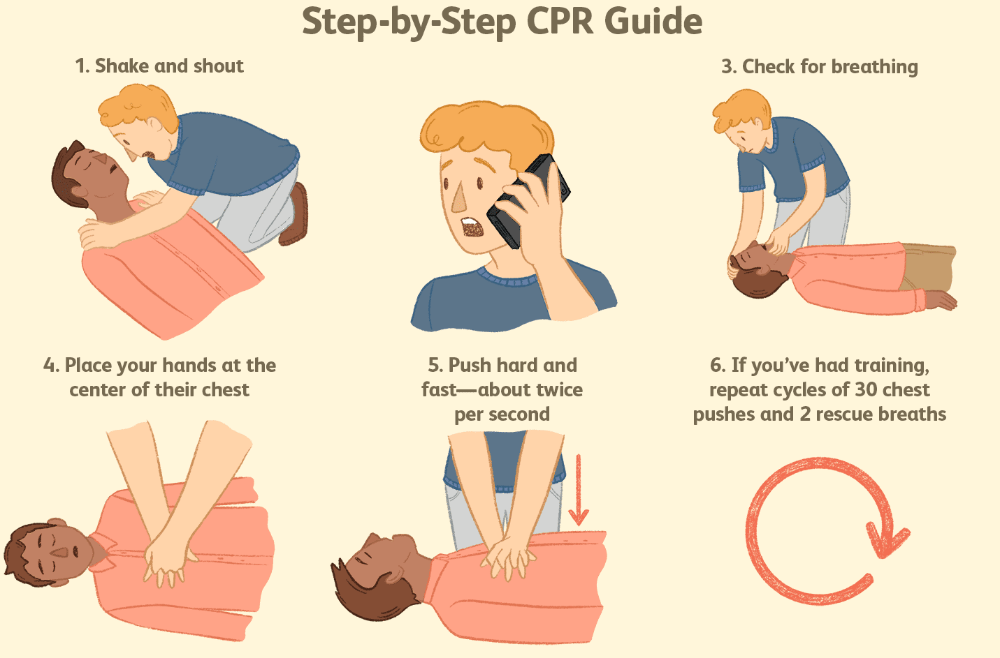 Step-by-Step CPR Guide
1. Shake and shout
3. Check for breathing
4. Place your hands at the
center of their chest
5. Push hard and
fast—about twice
per second
6. If you’ve had training,
repeat cycles of 30 chest
pushes and 2 rescue breaths